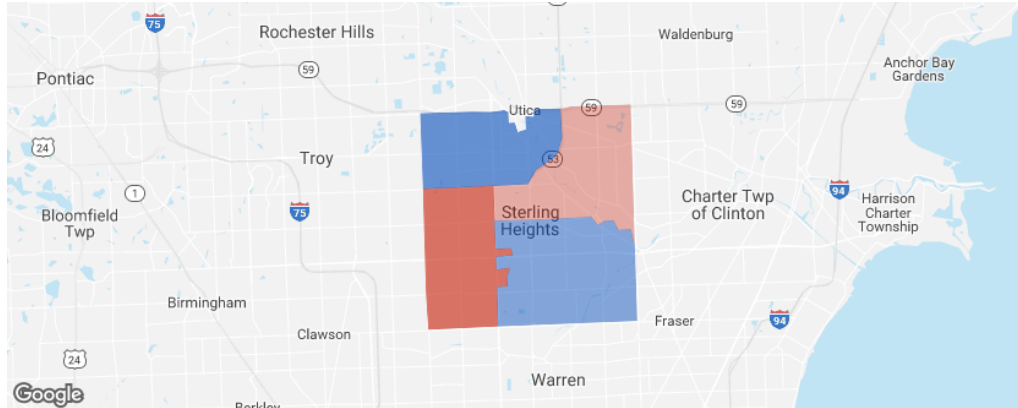 75
Rochester Hills
Waldenburg
Anchor Bay
Gardens
59
Pontiac
59
Utica
59
24
Troy
53
1
94
Bloomfield
Twp
75
Sterling
Heights
Charter Twp
of Clinton
Harrison
Charter
Township
Birmingham
Clawson
Fraser
94
24
Warren
Google